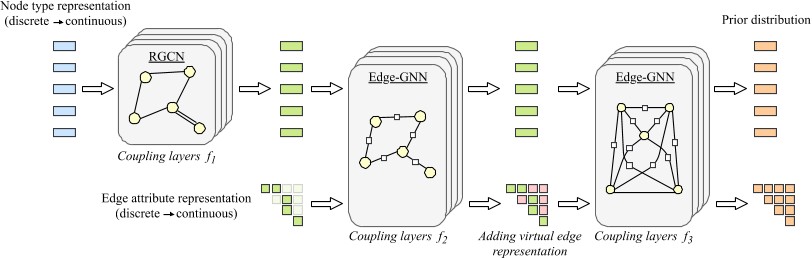 Node type representation
(discrete → continuous)
RGCN
Coupling layers f1
Edge attribute representation
(discrete → continuous)
Edge-GNN
Coupling layers f2
Adding virtual edge
representation
Edge-GNN
Coupling layers f3
Prior distribution